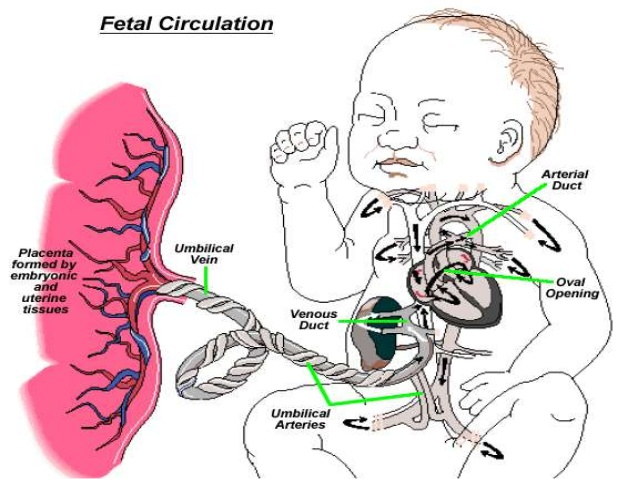 Fetal Circulation
Arterial
Duct
Placenta
formed by
embryonic
and
uterine
tissues
Umbilical
Vein
Oval
Opening
Venous
Duct
Umbilical
Arteries